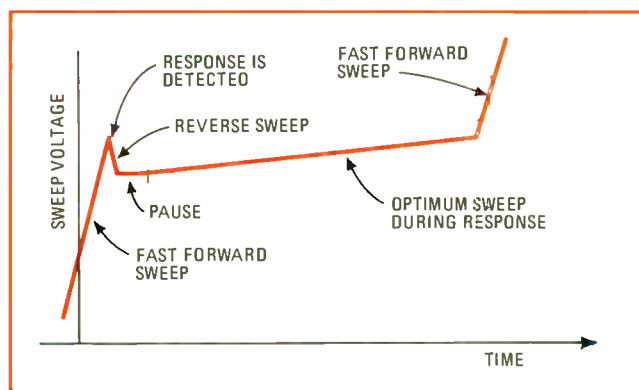 RESPONSE IS
DETECTED
FAST FORWARD
SWEEP
REVERSE SWEEP
SWEEP VOLTAGE
PAUSE
OPTIMUM SWEEP
DURING RESPONSE
FAST FORWARD
SWEEP
TIME